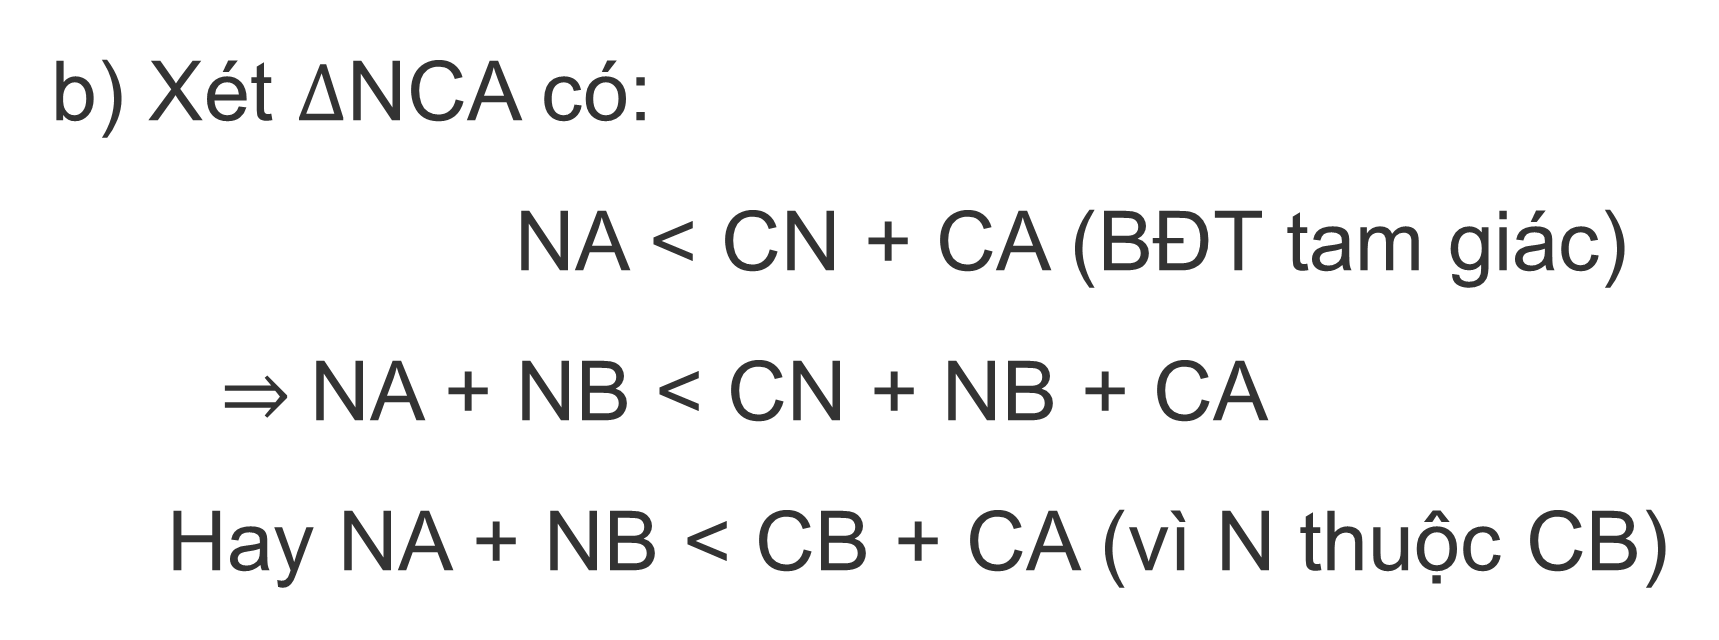 b) Xét ΔNCA có:
NA < CN + CA (BĐT tam giác)
⇒ NA + NB < CN + NB + CA
Hay NA + NB < CB + CA (vì N thuộc CB)